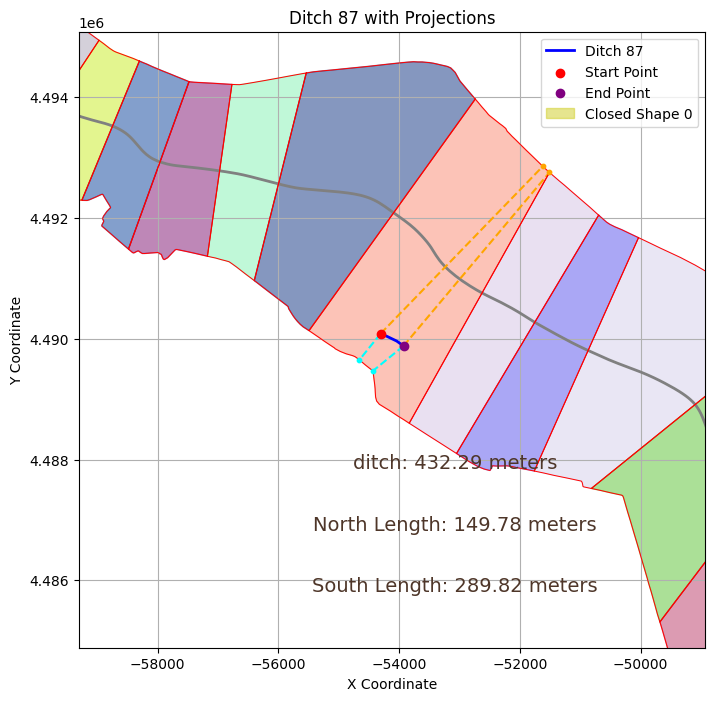 Ditch 87 with Projections
1e6
Ditch 87
Start Point
End Point
Closed Shape 0
4.494
4.492
4.490
4.488
4.486
Y Coordinate
ditch: 432.29 meters
North Length: 149.78 meters
South Length: 289.82 meters
−58000 −56000 −54000 −52000 −50000
X Coordinate